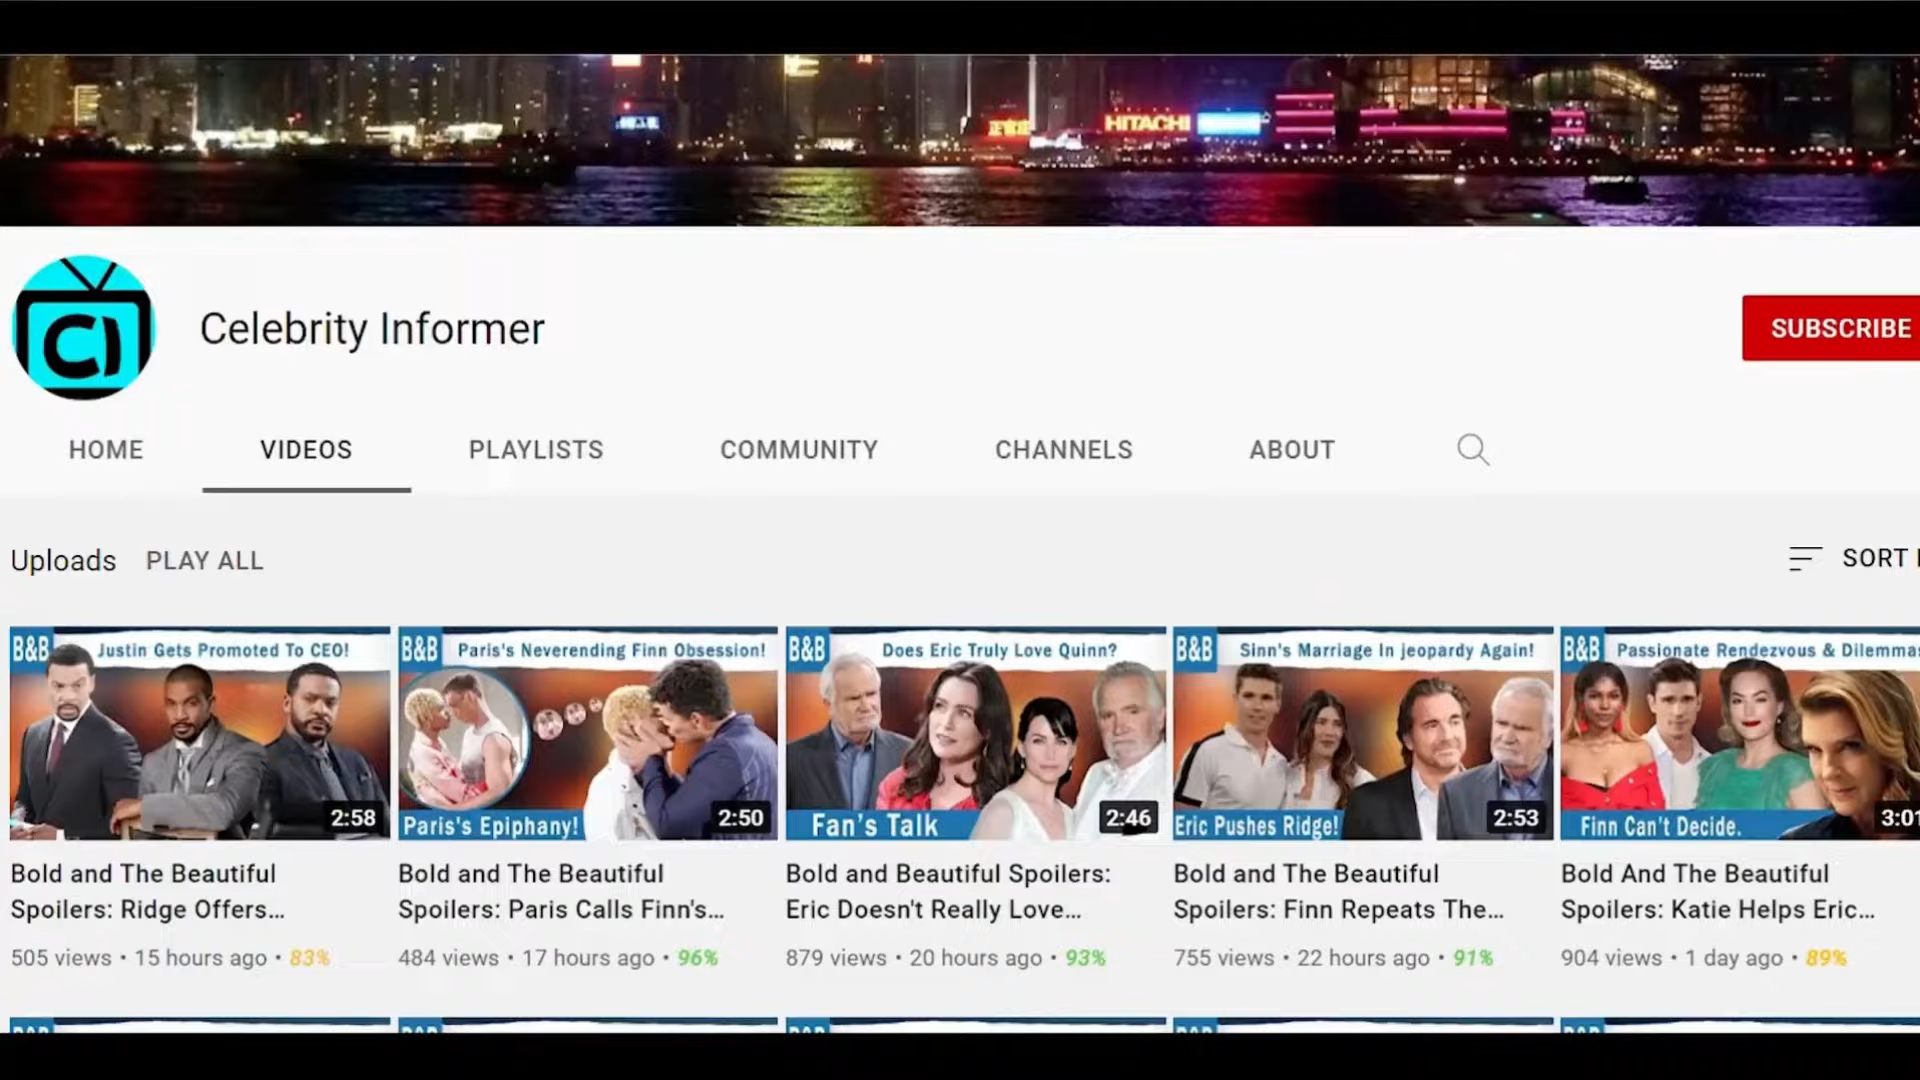 HITACHI
CI
Celebrity Informer
SUBSCRIBE
HOME
VIDEOS
PLAYLISTS
COMMUNITY
CHANNELS
ABOUT
Uploads
PLAY ALL
SORT
B&B
Justin Gets Promoted To CEO!
2:58
B&B
Paris's Neverending Finn Obsession!
Paris's Epiphany!
2:50
B&B
Does Eric Truly Love Quinn?
Fan's Talk
2:46
B&B
Sinn's Marriage In jeopardy Again!
Eric Pushes Ridge!
2:53
B&B
Passionate Rendezvous & Dilemmas
Finn Can't Decide.
3:01
Bold and The Beautiful
Spoilers: Ridge Offers...
505 views • 15 hours ago • 83%
Bold and The Beautiful
Spoilers: Paris Calls Finn's...
484 views • 17 hours ago • 96%
Bold and Beautiful Spoilers:
Eric Doesn't Really Love...
879 views • 20 hours ago • 93%
Bold and The Beautiful
Spoilers: Finn Repeats The...
755 views • 22 hours ago • 91%
Bold And The Beautiful
Spoilers: Katie Helps Eric...
904 views • 1 day ago • 89%
B&B
B&B
B&B
B&B
B&B